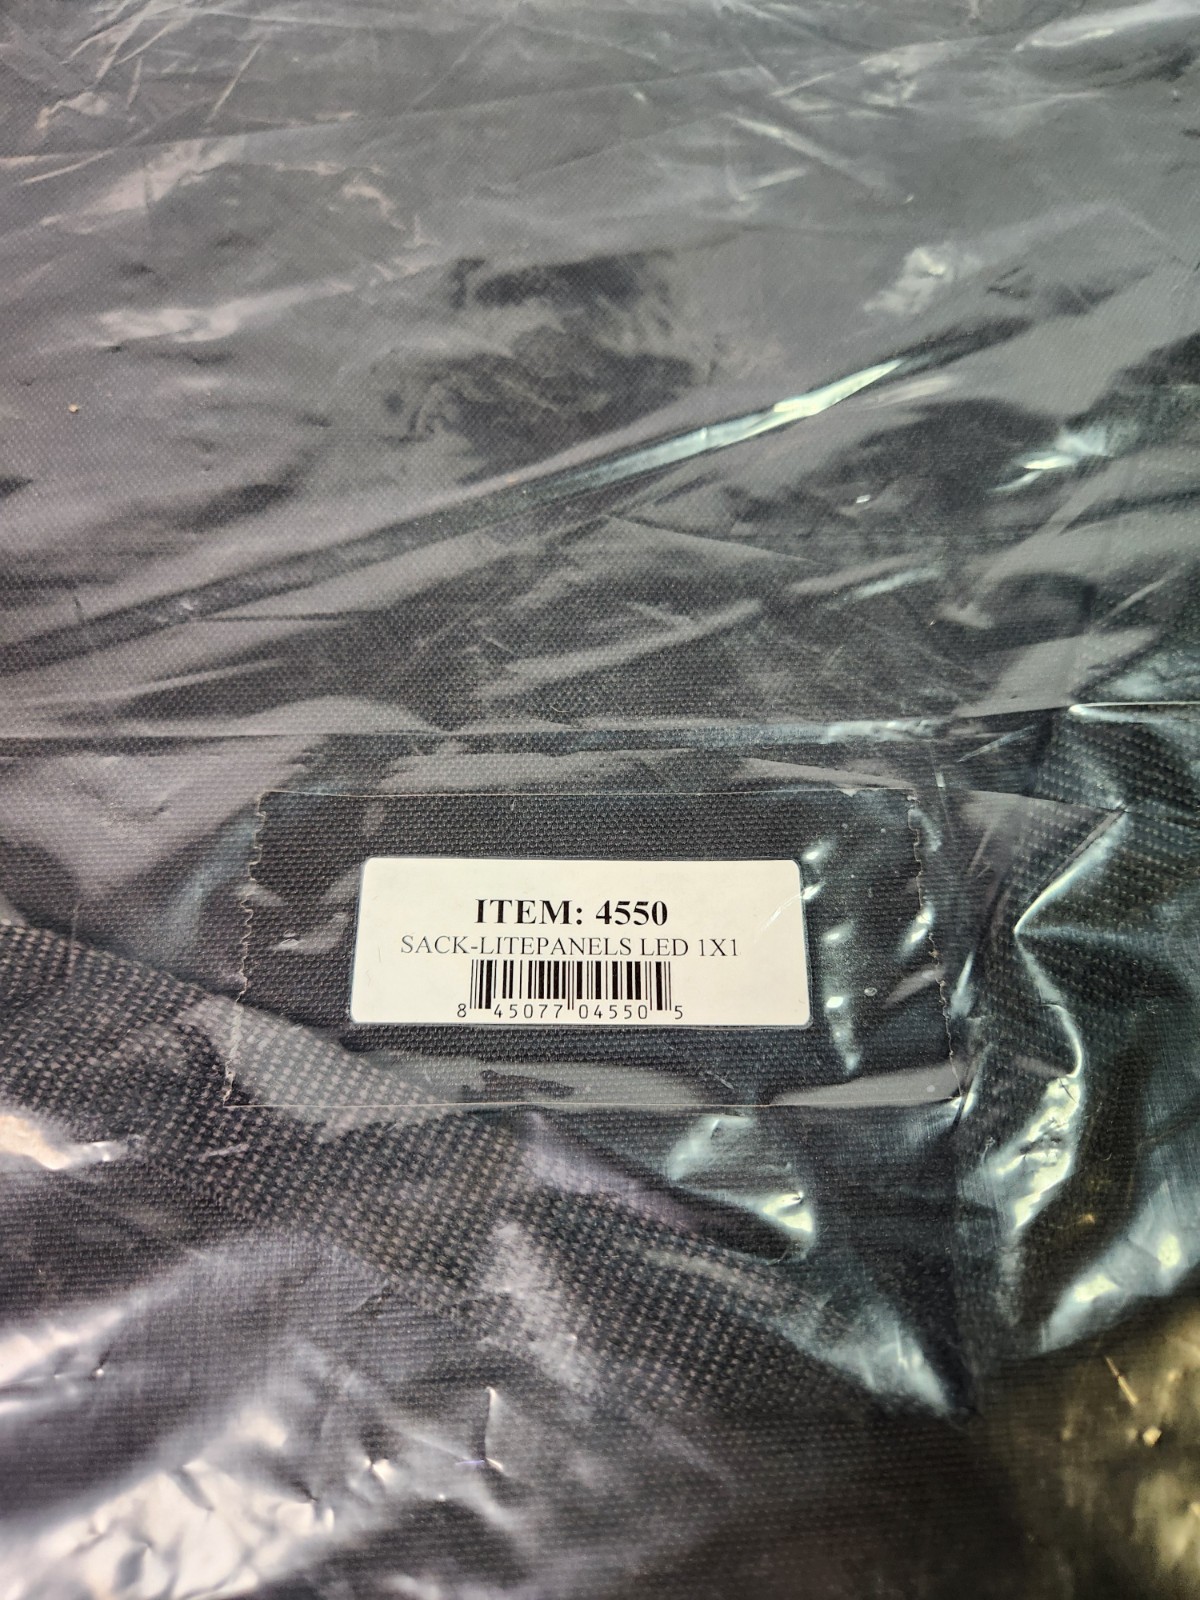 ITEM: 4550
SACK-LITEPANELS LED 1X1
8 45077 04550 5